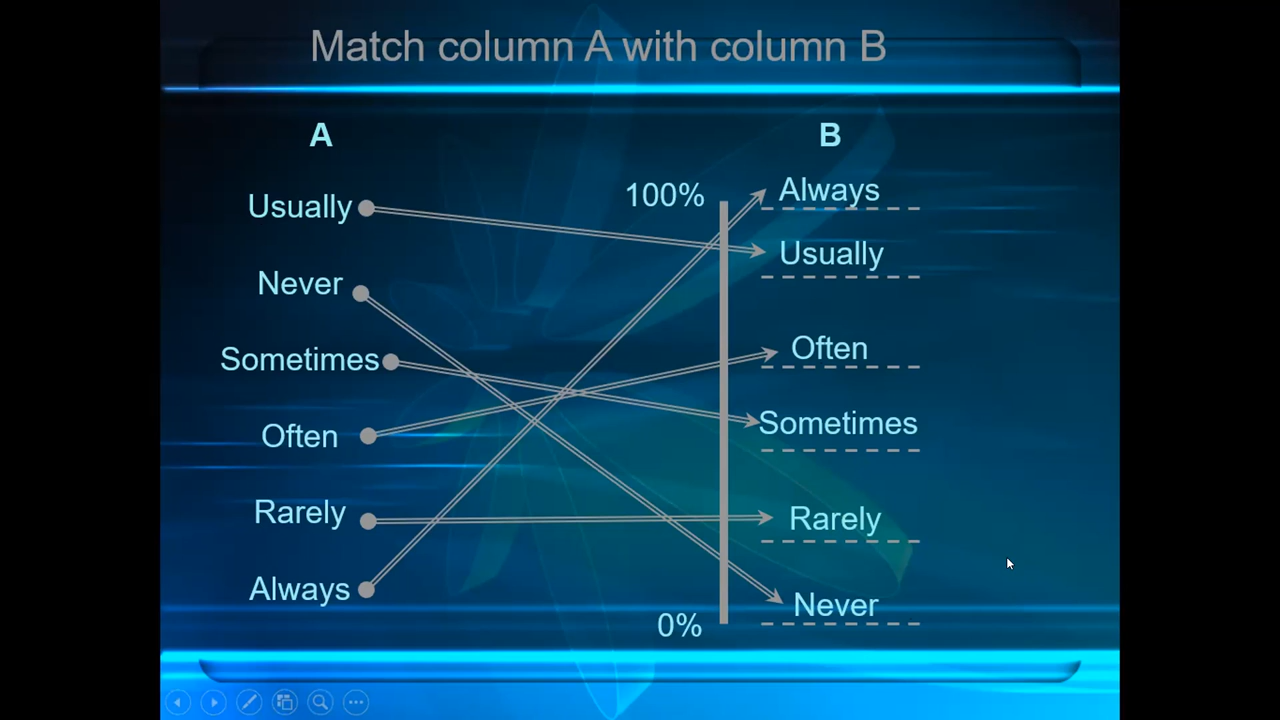 Match column A with column B
A
B
Usually
Never
Sometimes
Often
Rarely
Always
100%
0%
Always
Usually
Often
Sometimes
Rarely
Never